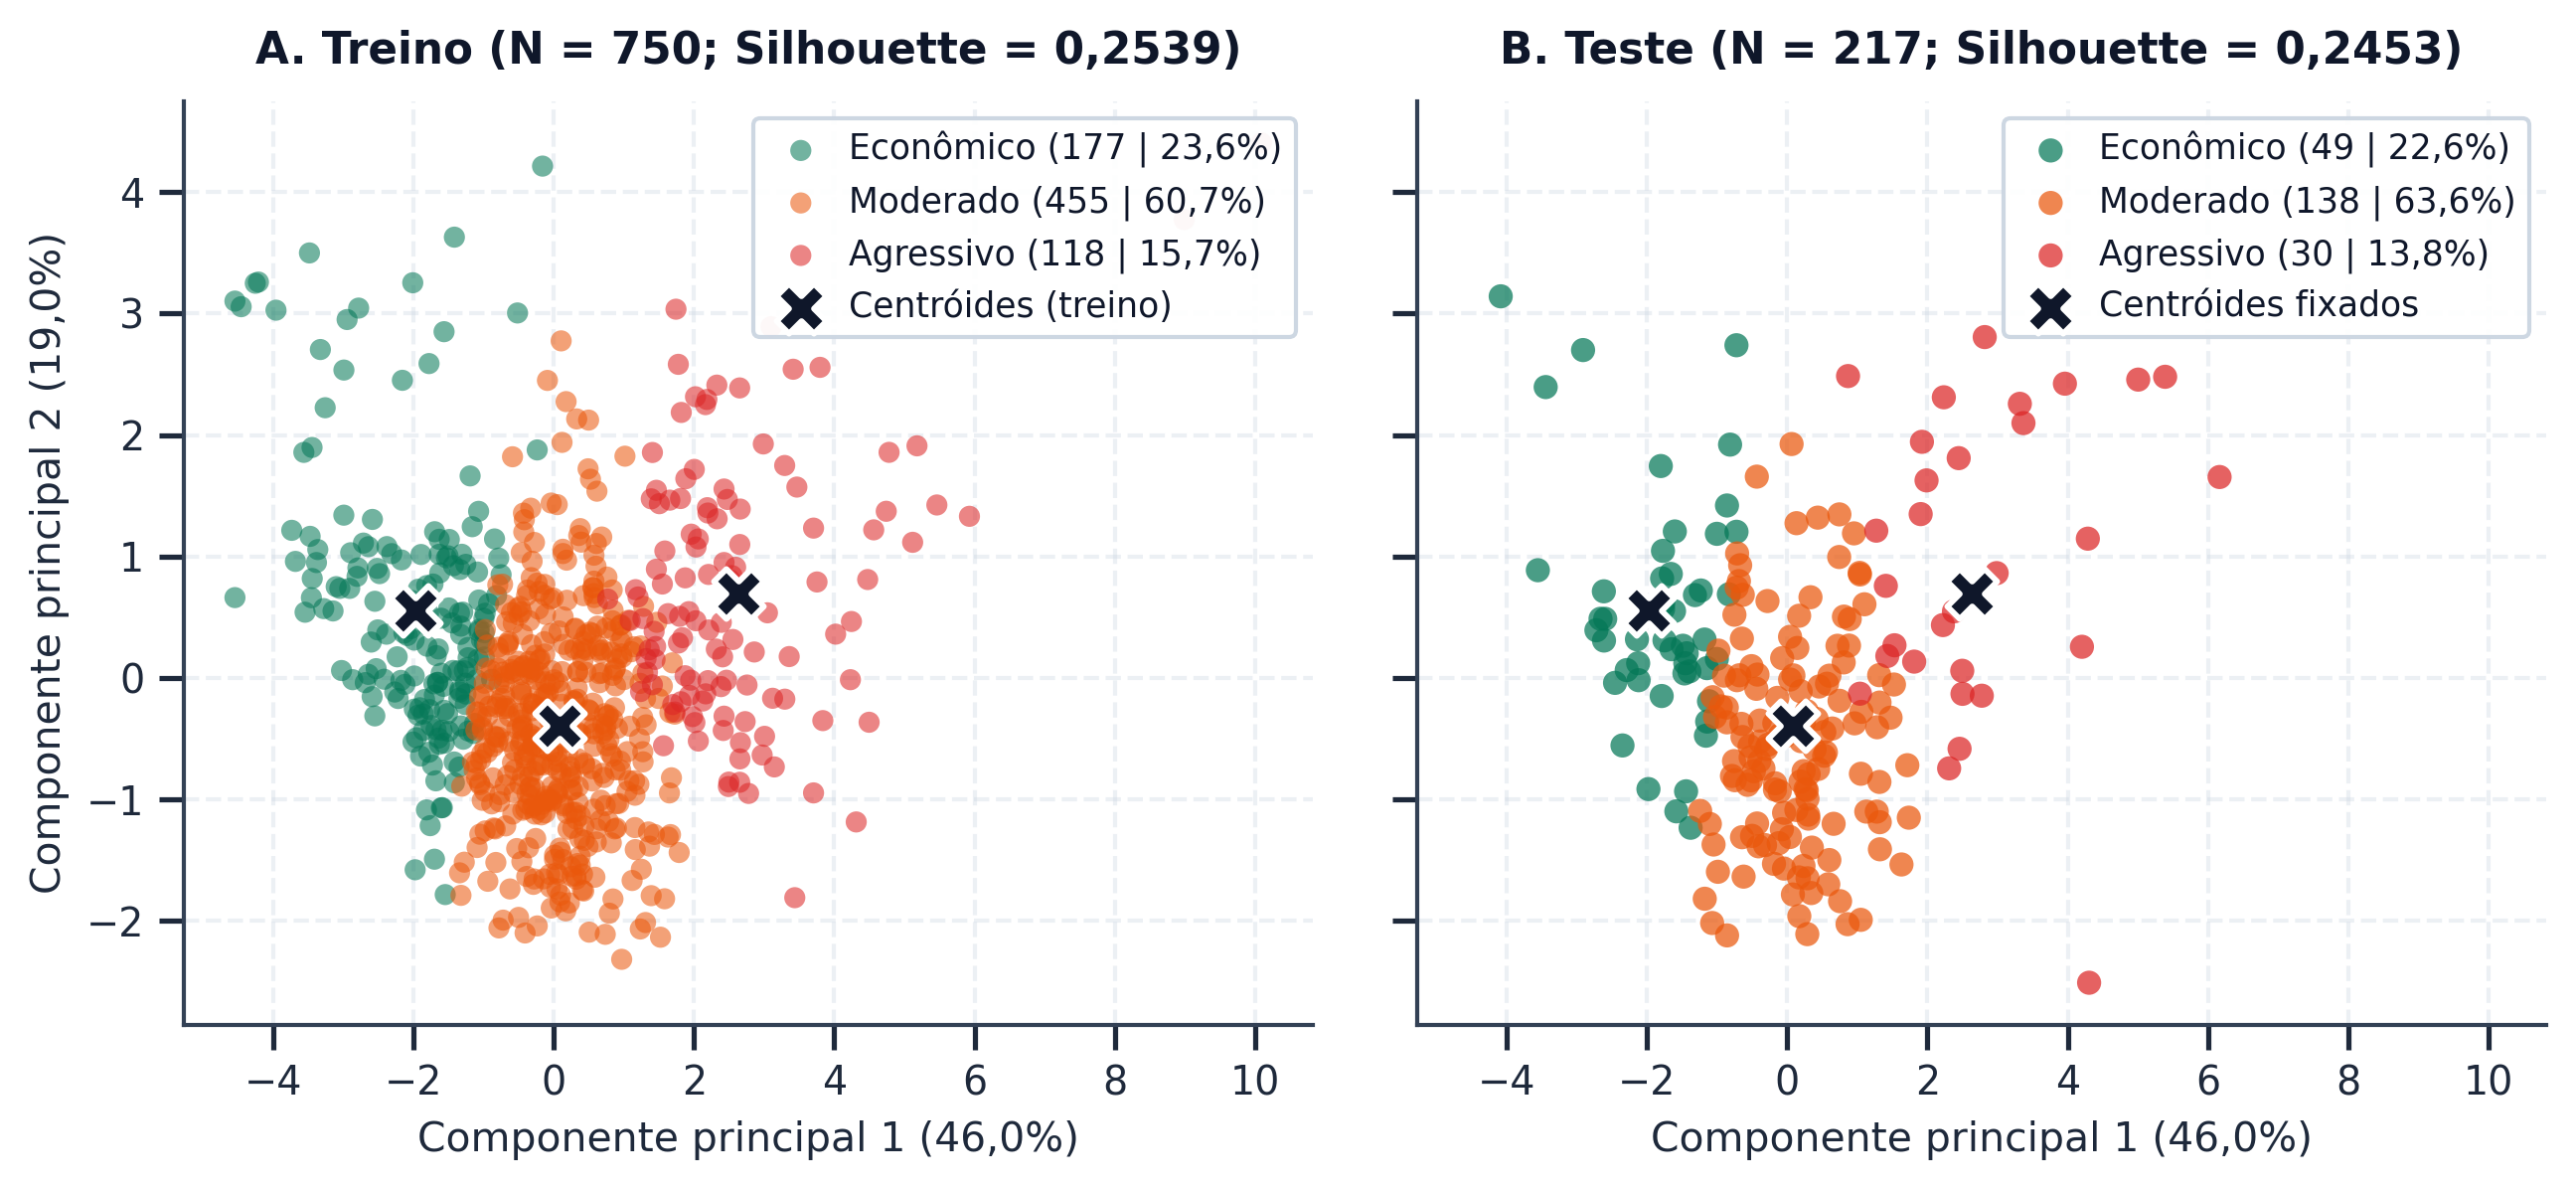 A. Treino (N = 750; Silhouette = 0,2539)
Econômico (177 | 23,6%)
Moderado (455 | 60,7%)
Agressivo (118 | 15,7%)
Centróides (treino)
Componente principal 2 (19,0%)
4
3
2
1
0
−1
−2
−4
−2
0
2
4
6
8
10
Componente principal 1 (46,0%)
B. Teste (N = 217; Silhouette = 0,2453)
Econômico (49 | 22,6%)
Moderado (138 | 63,6%)
Agressivo (30 | 13,8%)
Centróides fixados
−4
−2
0
2
4
6
8
10
Componente principal 1 (46,0%)